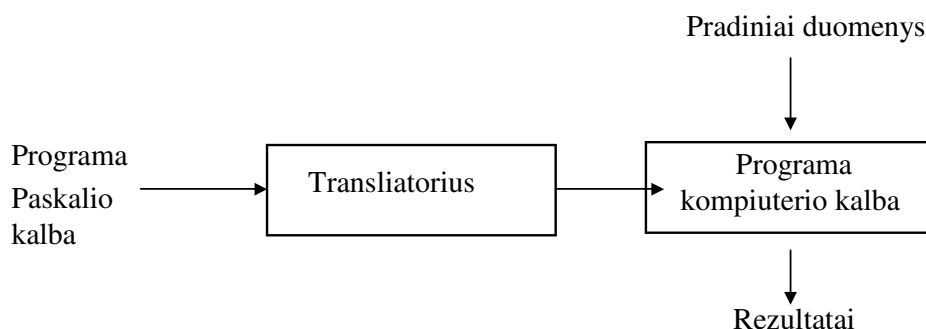 Pradiniai duomenys
Programa
Paskalio
kalba
Transliatorius
Programa
kompiuterio kalba
Rezultatai